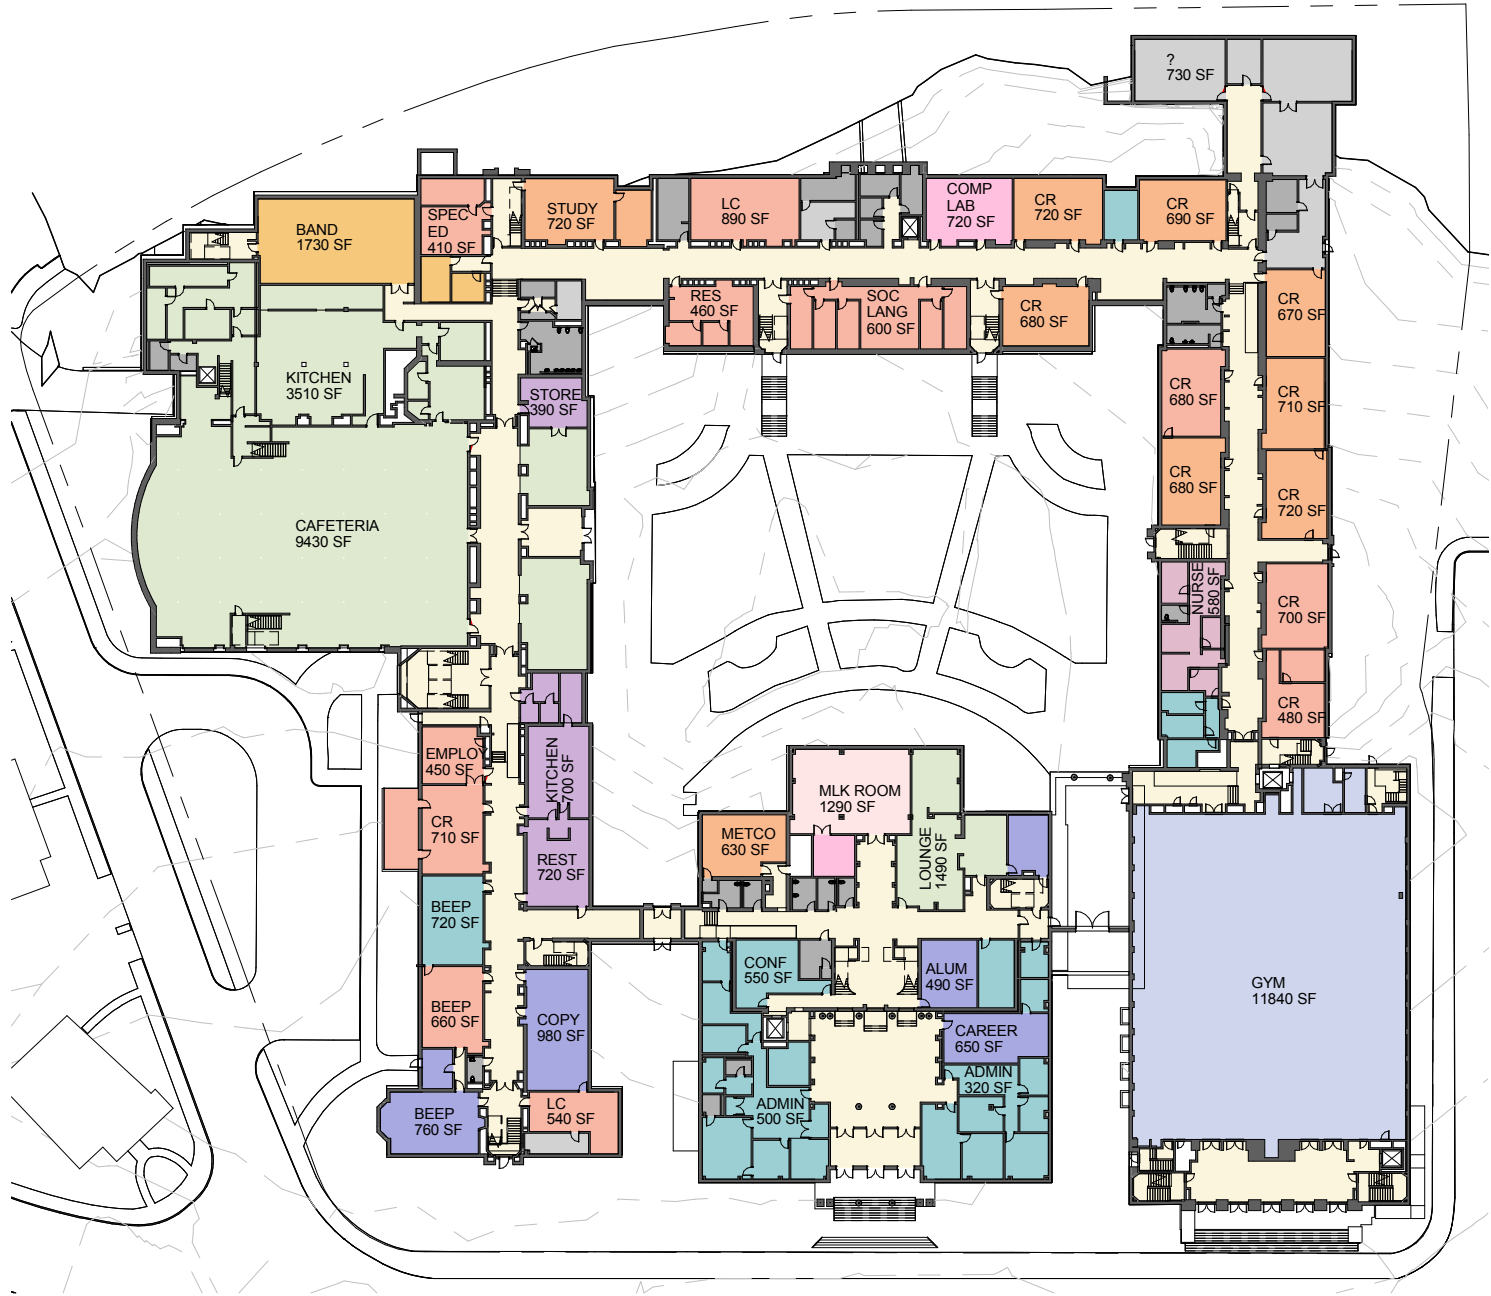 ?
730 SF
BAND
1730 SF
SPEC
ED
410 SF
STUDY
720 SF
LC
890 SF
COMP
LAB
720 SF
CR
720 SF
CR
690 SF
RES
460 SF
SOC
LANG
600 SF
CR
680 SF
CR
670 SF
KITCHEN
3510 SF
STORE
390 SF
CR
680 SF
CR
710 SF
CR
680 SF
CR
720 SF
CAFETERIA
9430 SF
NURSE
580 SF
CR
700 SF
CR
480 SF
EMPLOY
450 SF
KITCHEN
700 SF
CR
710 SF
REST
720 SF
MLK ROOM
1290 SF
METCO
630 SF
LOUNGE
1490 SF
BEEP
720 SF
CONF
550 SF
ALUM
490 SF
GYM
11840 SF
BEEP
660 SF
COPY
980 SF
CAREER
650 SF
ADMIN
320 SF
BEEP
760 SF
LC
540 SF
ADMIN
500 SF